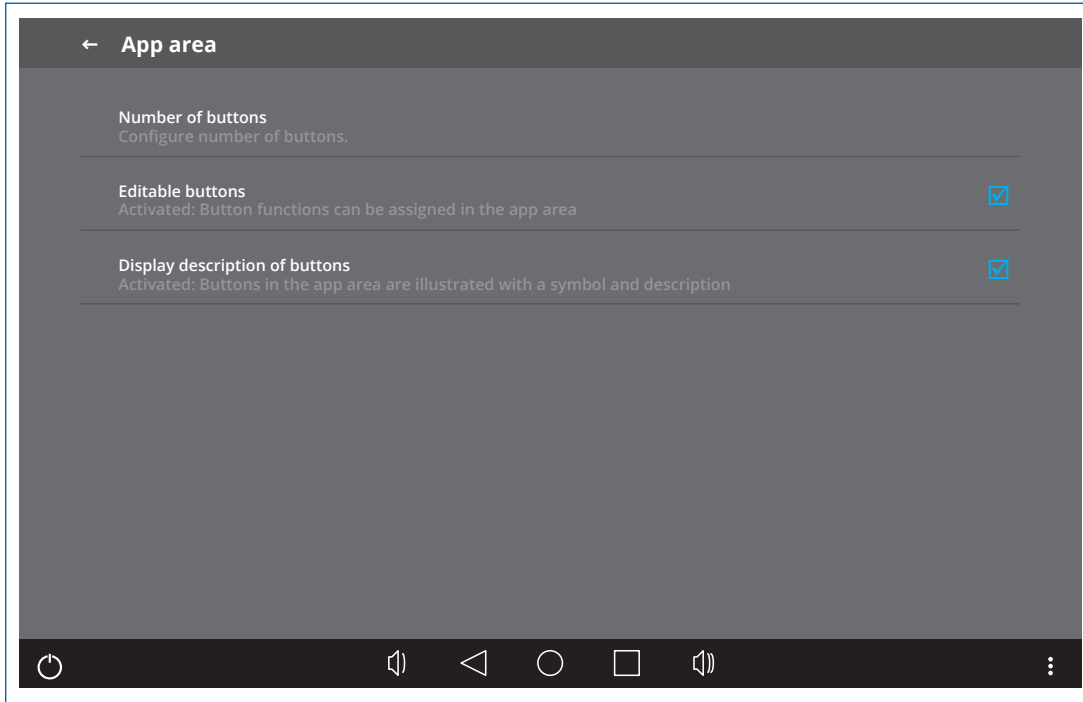 App area
Number of buttons
Configure number of buttons.
Editable buttons
Activated: Button functions can be assigned in the app area
Display description of buttons
Activated: Buttons in the app area are illustrated with a symbol and description